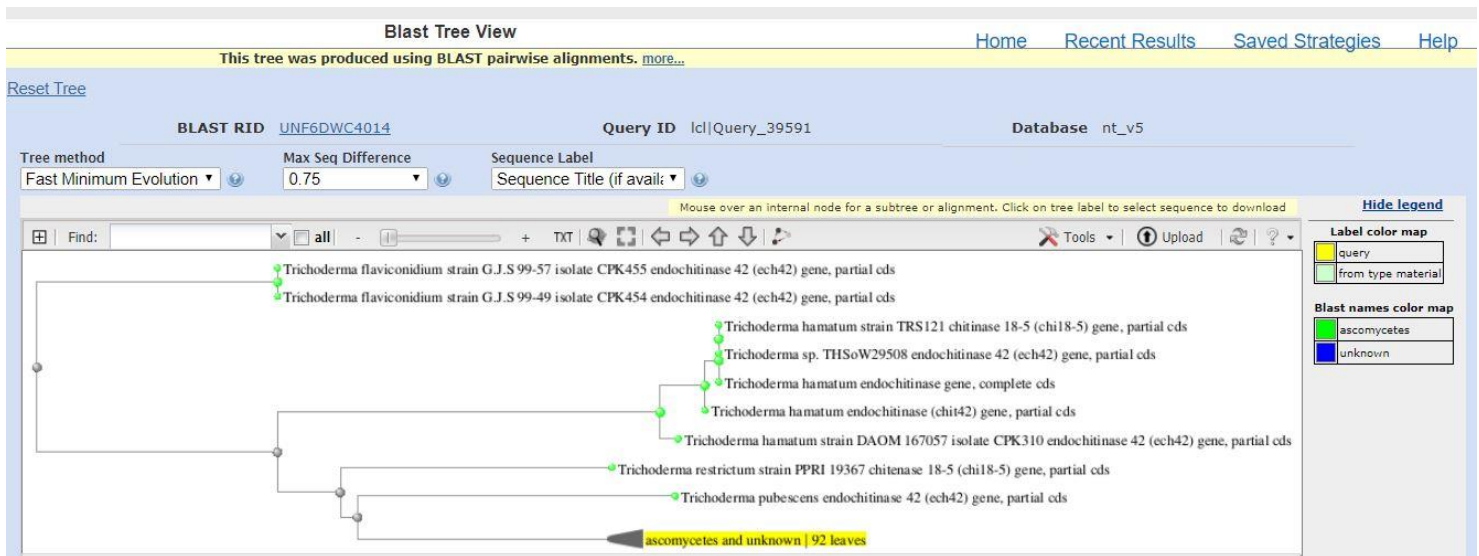 Blast Tree View
Home Recent Results Saved Strategies Help
This tree was produced using BLAST pairwise alignments. more...
Reset Tree
BLAST RID UNF6DWC4014 Query ID lcl|Query_39591 Database nt_v5
Tree method Max Seq Difference Sequence Label
Fast Minimum Evolution 0.75 Sequence Title (if availa
Mouse over an internal node for a subtree or alignment. Click on tree label to select sequence to download
Hide legend
Find: all - + TXT Tools Upload ?
Label color map
query
from type material
Blast names color map
ascomycetes
unknown
Trichoderma flaviconidium strain G.J.S 99-57 isolate CPK455 endochitinase 42 (ech42) gene, partial cds
Trichoderma flaviconidium strain G.J.S 99-49 isolate CPK454 endochitinase 42 (ech42) gene, partial cds
Trichoderma hamatum strain TRS121 chitinase 18-5 (chi18-5) gene, partial cds
Trichoderma sp. THSoW29508 endochitinase 42 (ech42) gene, partial cds
Trichoderma hamatum endochitinase gene, complete cds
Trichoderma hamatum endochitinase (chit42) gene, partial cds
Trichoderma hamatum strain DAOM 167057 isolate CPK310 endochitinase 42 (ech42) gene, partial cds
Trichoderma restrictum strain PPRI 19367 chitenase 18-5 (chi18-5) gene, partial cds
Trichoderma pubescens endochitinase 42 (ech42) gene, partial cds
ascomycetes and unknown | 92 leaves